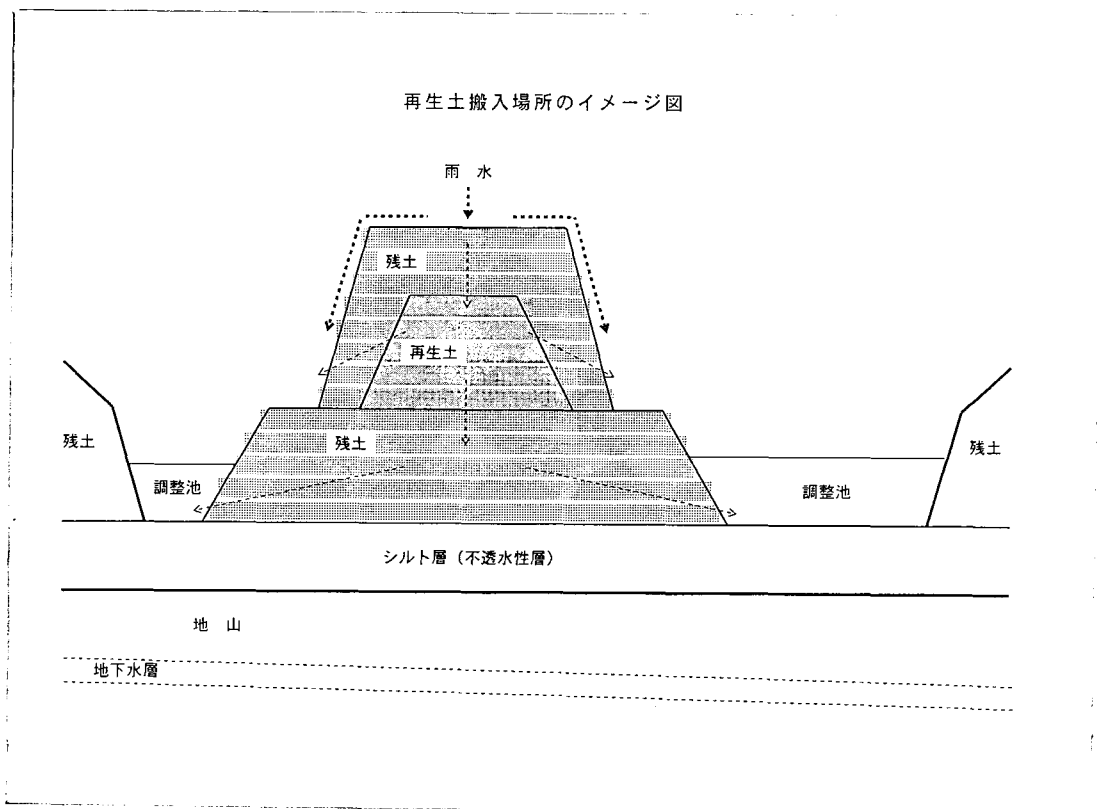 再生土搬入場所のイメージ図
雨 水
残土
再生土
残土
残土
残土
調整池
調整池
シルト層（不透水性層）
地 山
地下水層